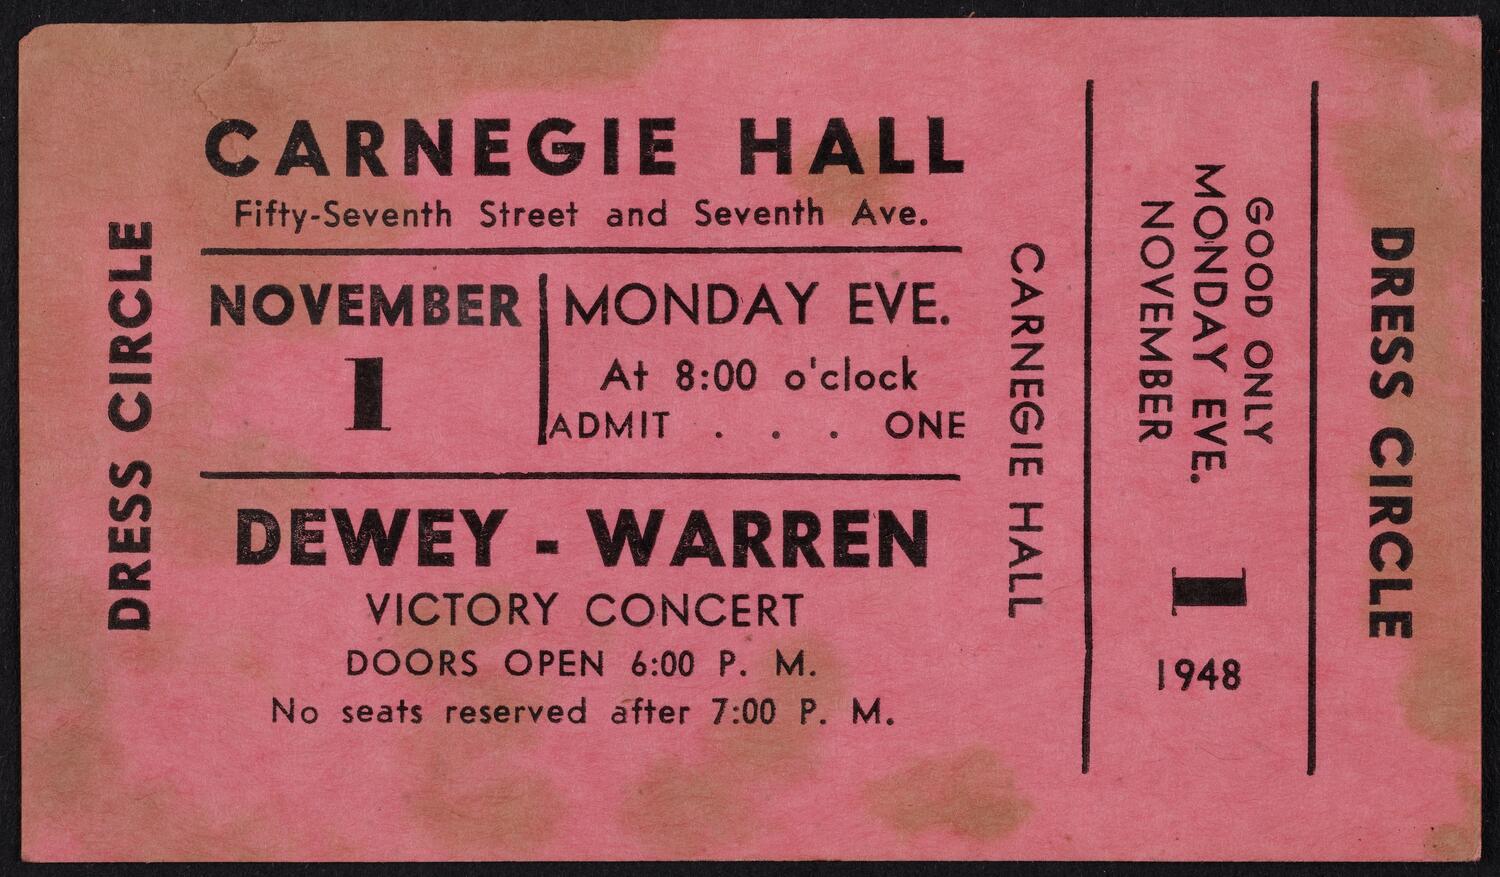 DRESS CIRCLE
CARNEGIE HALL
Fifty-Seventh Street and Seventh Ave.
NOVEMBER
1
MONDAY EVE.
At 8:00 o'clock
ADMIT . . . ONE
DEWEY - WARREN
VICTORY CONCERT
DOORS OPEN 6:00 P. M.
No seats reserved after 7:00 P. M.
CARNEGIE HALL
GOOD ONLY
MONDAY EVE.
NOVEMBER
1
1948
DRESS CIRCLE